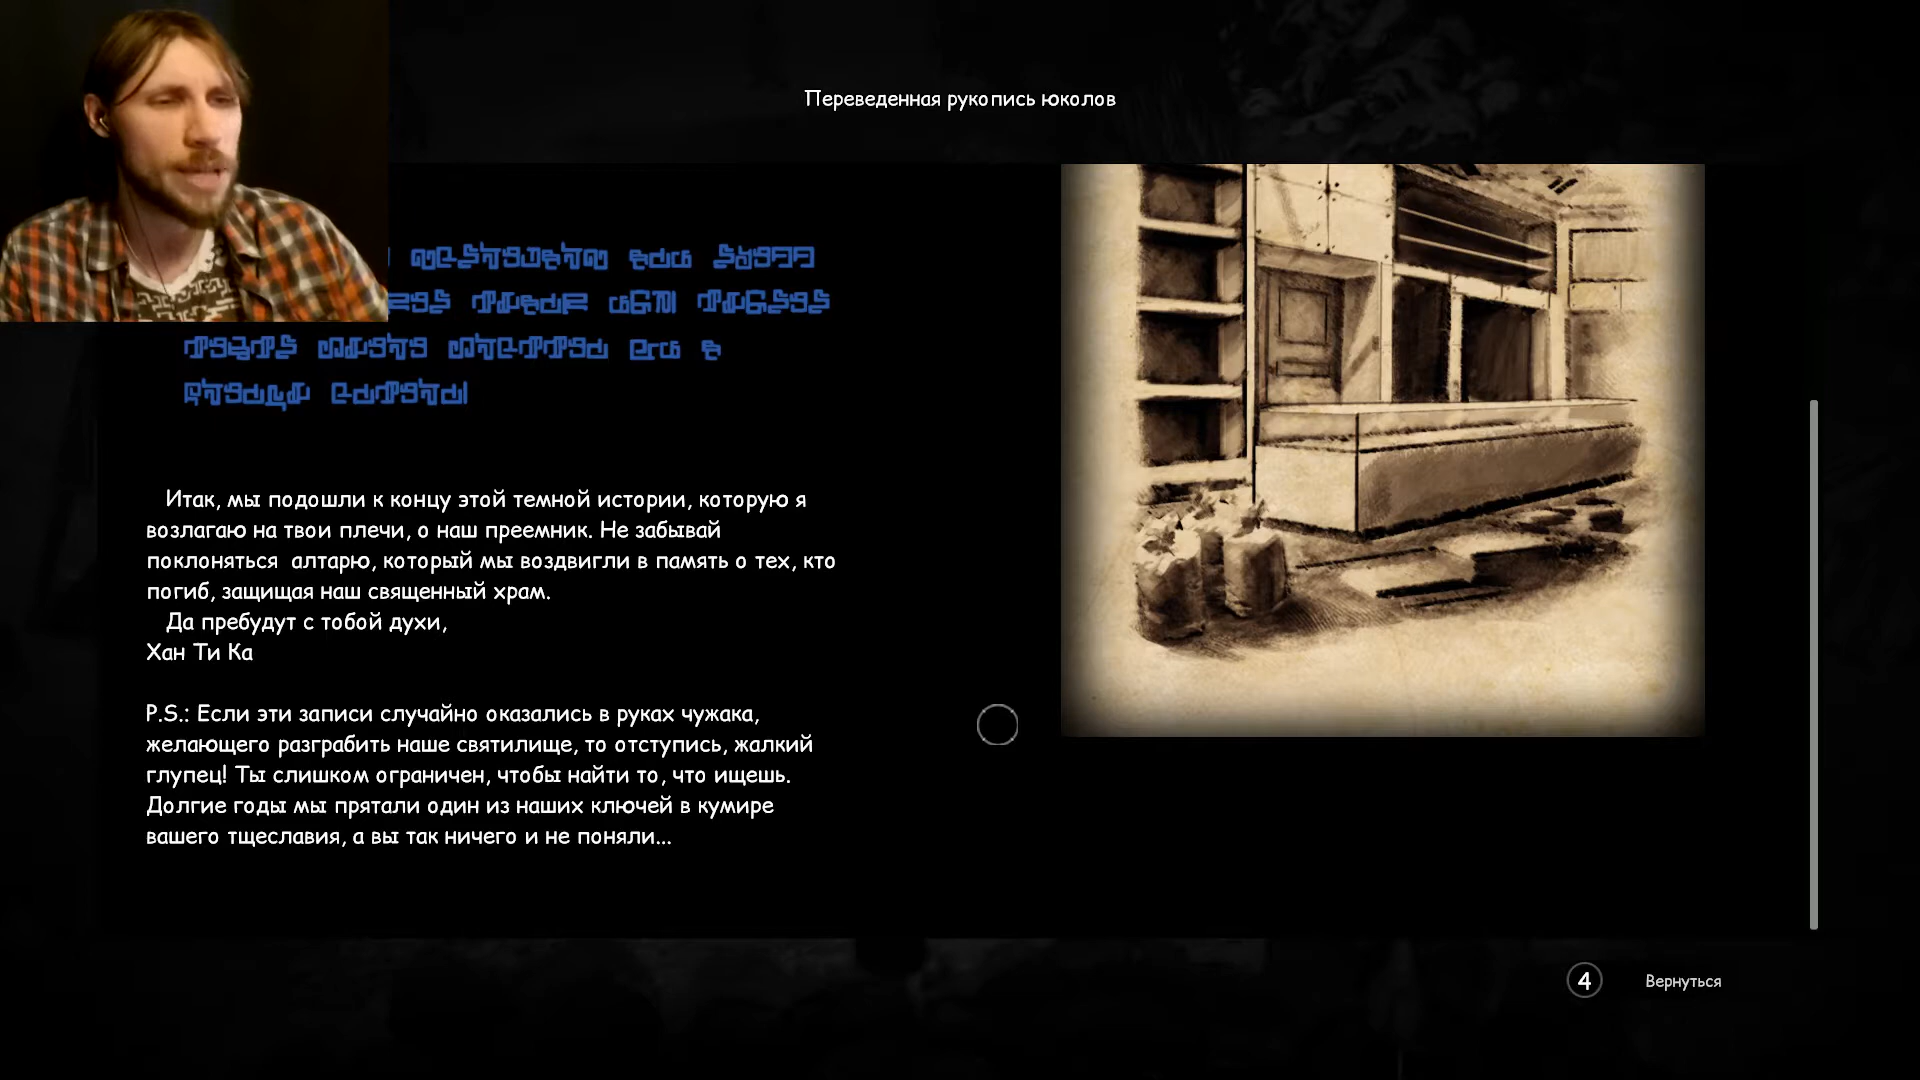 Переведенная рукопись юколов
Итак, мы подошли к концу этой темной истории, которую я
возлагаю на твои плечи, о наш преемник. Не забывай
поклоняться алтарю, который мы воздвигли в память о тех, кто
погиб, защищая наш священный храм.
Да пребудут с тобой духи,
Хан Ти Ка
P.S.: Если эти записи случайно оказались в руках чужака,
желающего разграбить наше святилище, то отступись, жалкий
глупец! Ты слишком ограничен, чтобы найти то, что ищешь.
Долгие годы мы прятали один из наших ключей в кумире
вашего тщеславия, а вы так ничего и не поняли...
4 Вернуться